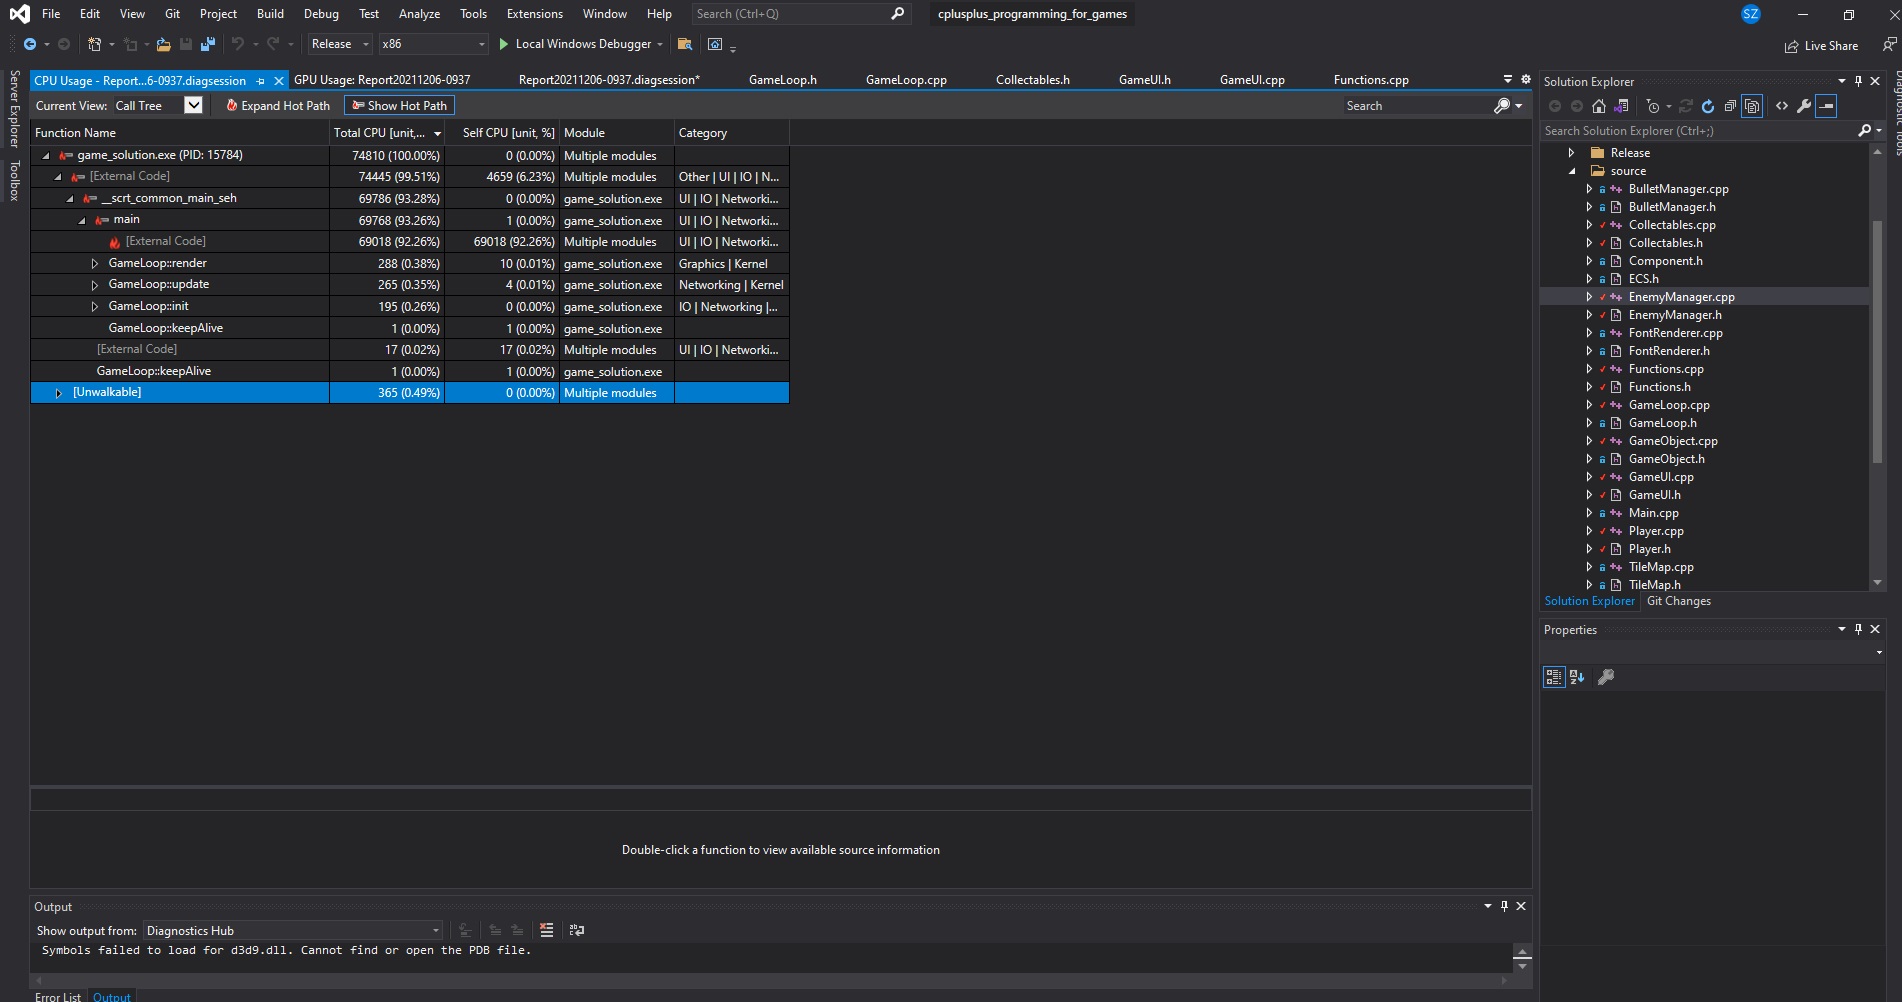 File Edit View Git Project Build Debug Test Analyze Tools Extensions Window Help Search (Ctrl+Q) cplusplus_programming_for_games SZ
Release x86 Local Windows Debugger Live Share
Server Explorer
Toolbox
CPU Usage - Report...6-0937.diagsession GPU Usage: Report20211206-0937 Report20211206-0937.diagsession* GameLoop.h GameLoop.cpp Collectables.h GameUI.h GameUI.cpp Functions.cpp
Current View: Call Tree Expand Hot Path Show Hot Path Search
Function Name Total CPU [unit,... Self CPU [unit, %] Module Category
game_solution.exe (PID: 15784) 74810 (100.00%) 0 (0.00%) Multiple modules
[External Code] 74445 (99.51%) 4659 (6.23%) Multiple modules Other | UI | IO | N...
__scrt_common_main_seh 69786 (93.28%) 0 (0.00%) game_solution.exe UI | IO | Networki...
main 69768 (93.26%) 1 (0.00%) game_solution.exe UI | IO | Networki...
[External Code] 69018 (92.26%) 69018 (92.26%) Multiple modules UI | IO | Networki...
GameLoop::render 288 (0.38%) 10 (0.01%) game_solution.exe Graphics | Kernel
GameLoop::update 265 (0.35%) 4 (0.01%) game_solution.exe Networking | Kernel
GameLoop::init 195 (0.26%) 0 (0.00%) game_solution.exe IO | Networking |...
GameLoop::keepAlive 1 (0.00%) 1 (0.00%) game_solution.exe
[External Code] 17 (0.02%) 17 (0.02%) Multiple modules UI | IO | Networki...
GameLoop::keepAlive 1 (0.00%) 1 (0.00%) game_solution.exe
[Unwalkable] 365 (0.49%) 0 (0.00%) Multiple modules
Double-click a function to view available source information
Output
Show output from: Diagnostics Hub
Symbols failed to load for d3d9.dll. Cannot find or open the PDB file.
Error List Output
Solution Explorer
Search Solution Explorer (Ctrl+;)
Release
source
BulletManager.cpp
BulletManager.h
Collectables.cpp
Collectables.h
Component.h
ECS.h
EnemyManager.cpp
EnemyManager.h
FontRenderer.cpp
FontRenderer.h
Functions.cpp
Functions.h
GameLoop.cpp
GameLoop.h
GameObject.cpp
GameObject.h
GameUI.cpp
GameUI.h
Main.cpp
Player.cpp
Player.h
TileMap.cpp
TileMap.h
Solution Explorer Git Changes
Properties